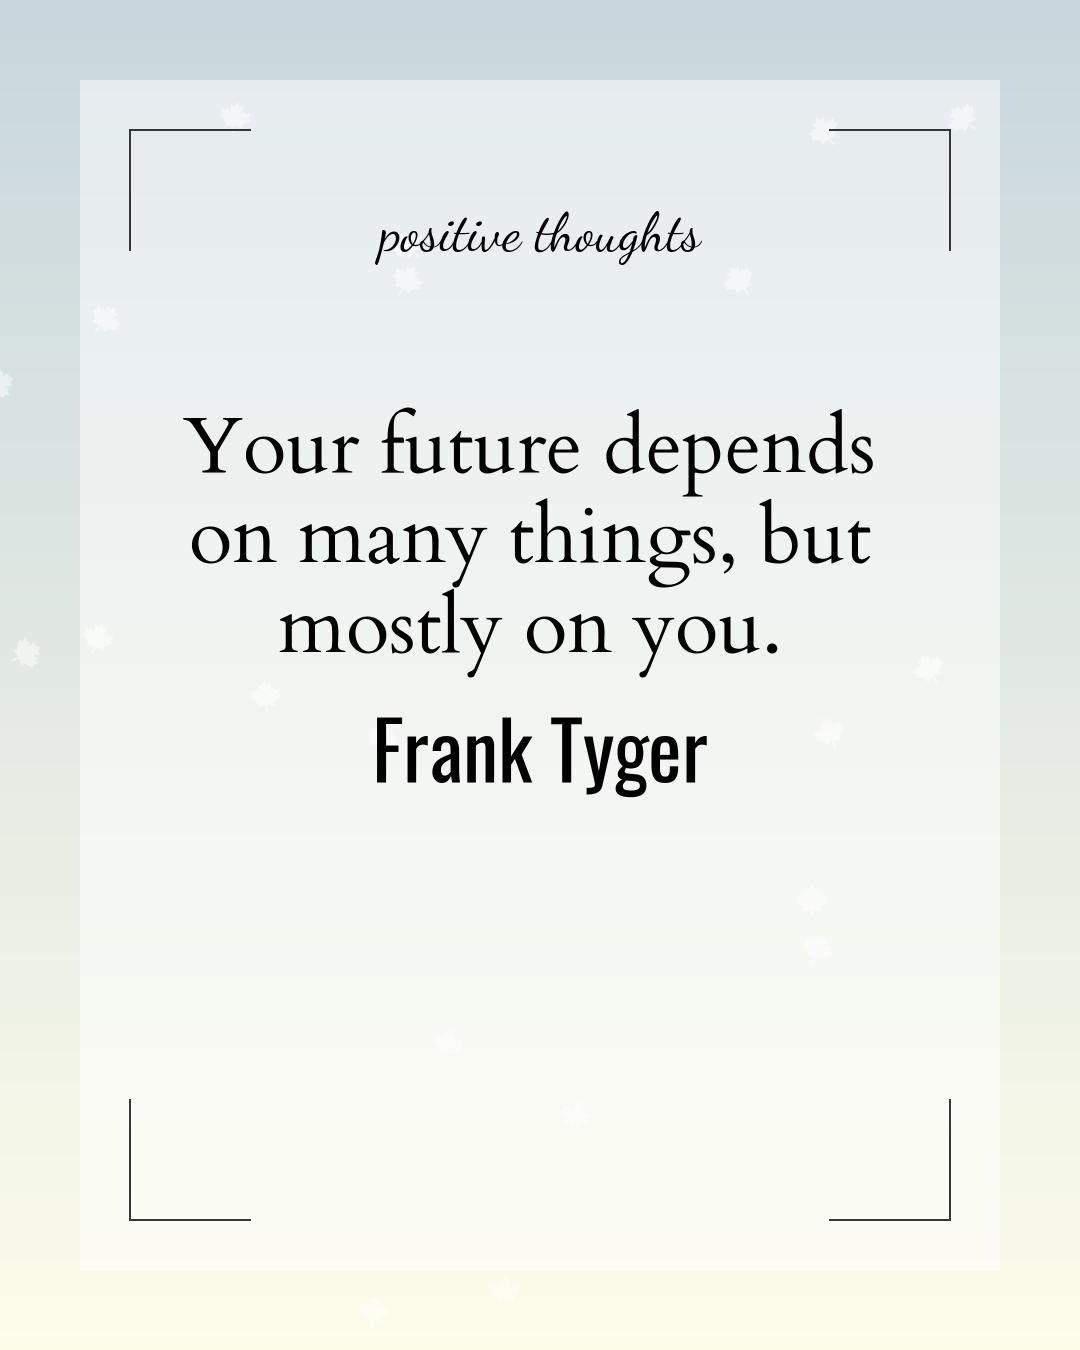 positive thoughts
Your future depends
on many things, but
mostly on you.
Frank Tyger